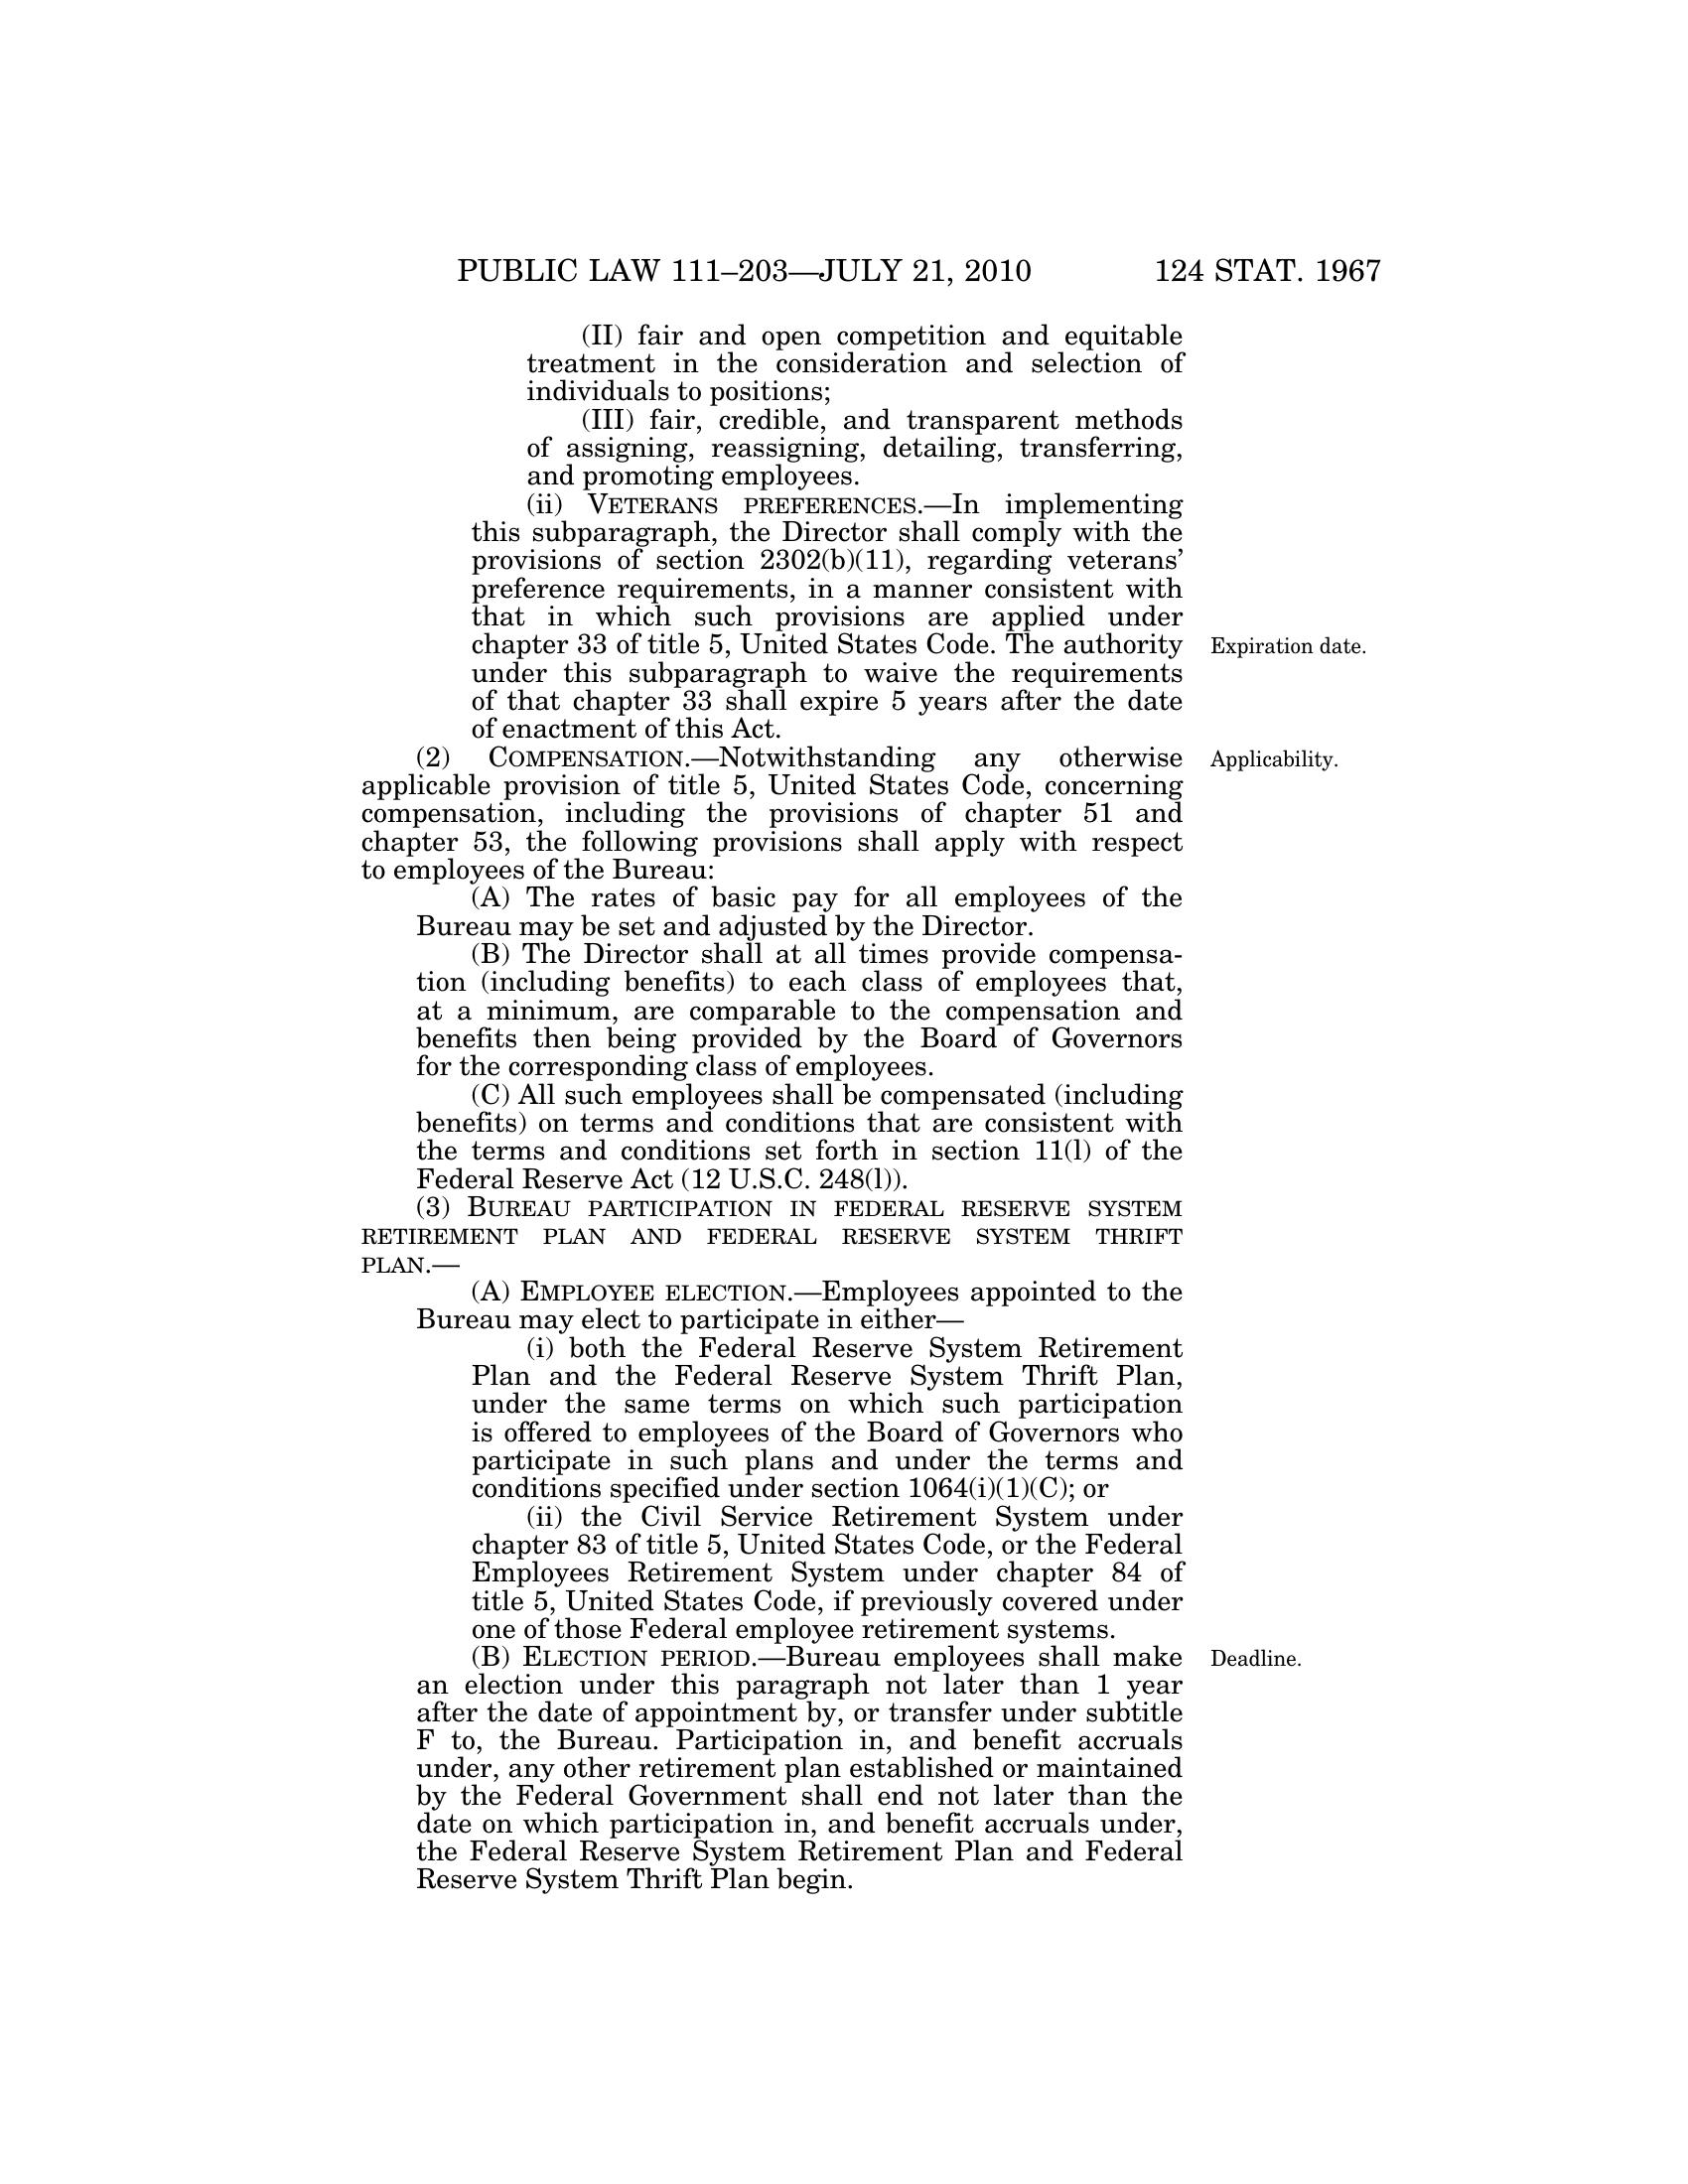 PUBLIC LAW 111–203—JULY 21, 2010 124 STAT. 1967
(II) fair and open competition and equitable
treatment in the consideration and selection of
individuals to positions;
(III) fair, credible, and transparent methods
of assigning, reassigning, detailing, transferring,
and promoting employees.
(ii) VETERANS PREFERENCES.—In implementing
this subparagraph, the Director shall comply with the
provisions of section 2302(b)(11), regarding veterans’
preference requirements, in a manner consistent with
that in which such provisions are applied under
chapter 33 of title 5, United States Code. The authority
Expiration date.
under this subparagraph to waive the requirements
of that chapter 33 shall expire 5 years after the date
of enactment of this Act.
(2) COMPENSATION.—Notwithstanding any otherwise
Applicability.
applicable provision of title 5, United States Code, concerning
compensation, including the provisions of chapter 51 and
chapter 53, the following provisions shall apply with respect
to employees of the Bureau:
(A) The rates of basic pay for all employees of the
Bureau may be set and adjusted by the Director.
(B) The Director shall at all times provide compensa-
tion (including benefits) to each class of employees that,
at a minimum, are comparable to the compensation and
benefits then being provided by the Board of Governors
for the corresponding class of employees.
(C) All such employees shall be compensated (including
benefits) on terms and conditions that are consistent with
the terms and conditions set forth in section 11(l) of the
Federal Reserve Act (12 U.S.C. 248(l)).
(3) BUREAU PARTICIPATION IN FEDERAL RESERVE SYSTEM
RETIREMENT PLAN AND FEDERAL RESERVE SYSTEM THRIFT
PLAN.—
(A) EMPLOYEE ELECTION.—Employees appointed to the
Bureau may elect to participate in either—
(i) both the Federal Reserve System Retirement
Plan and the Federal Reserve System Thrift Plan,
under the same terms on which such participation
is offered to employees of the Board of Governors who
participate in such plans and under the terms and
conditions specified under section 1064(i)(1)(C); or
(ii) the Civil Service Retirement System under
chapter 83 of title 5, United States Code, or the Federal
Employees Retirement System under chapter 84 of
title 5, United States Code, if previously covered under
one of those Federal employee retirement systems.
(B) ELECTION PERIOD.—Bureau employees shall make
Deadline.
an election under this paragraph not later than 1 year
after the date of appointment by, or transfer under subtitle
F to, the Bureau. Participation in, and benefit accruals
under, any other retirement plan established or maintained
by the Federal Government shall end not later than the
date on which participation in, and benefit accruals under,
the Federal Reserve System Retirement Plan and Federal
Reserve System Thrift Plan begin.